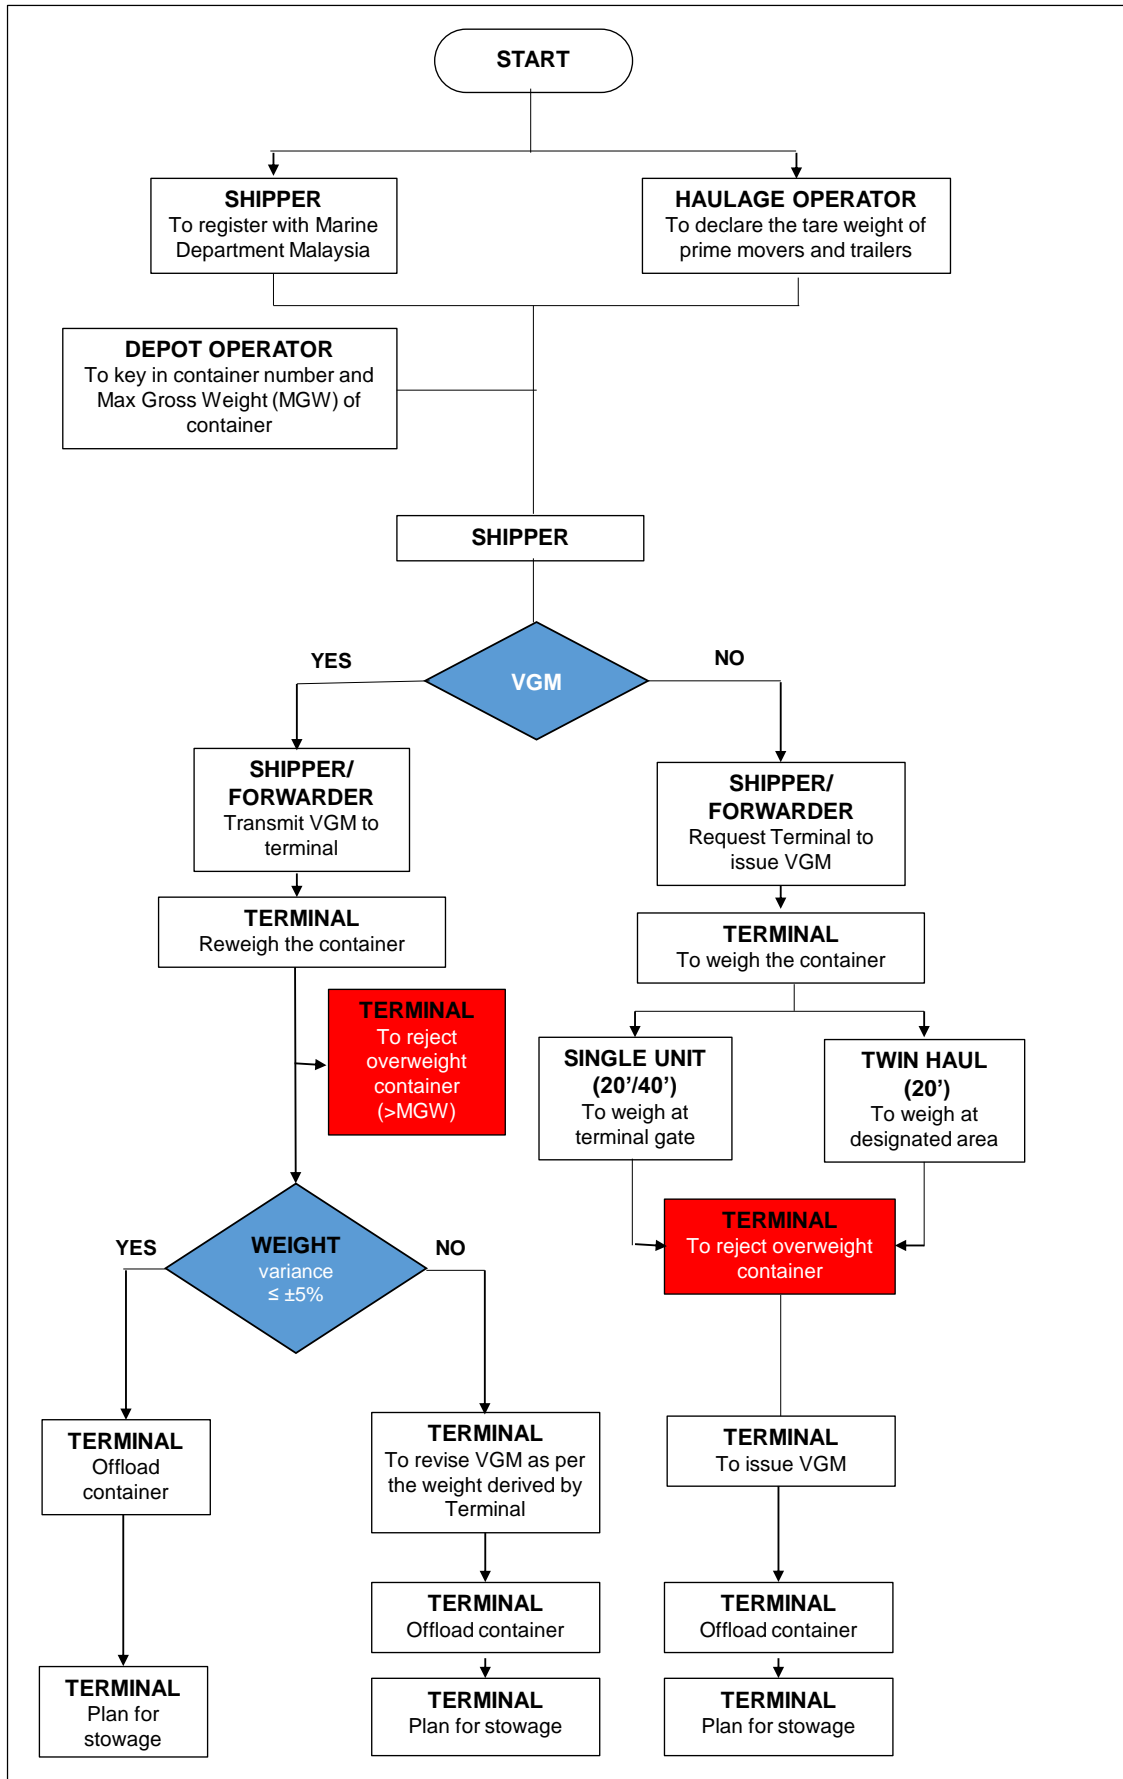 START
SHIPPER
To register with Marine
Department Malaysia
HAULAGE OPERATOR
To declare the tare weight of
prime movers and trailers
DEPOT OPERATOR
To key in container number and
Max Gross Weight (MGW) of
container
SHIPPER
VGM
YES
NO
SHIPPER/
FORWARDER
Transmit VGM to
terminal
SHIPPER/
FORWARDER
Request Terminal to
issue VGM
TERMINAL
Reweigh the container
TERMINAL
To weigh the container
TERMINAL
To reject
overweight
container
(>MGW)
SINGLE UNIT
(20’/40’)
To weigh at
terminal gate
TWIN HAUL
(20’)
To weigh at
designated area
WEIGHT
variance
≤ ±5%
YES
NO
TERMINAL
To reject overweight
container
TERMINAL
Offload
container
TERMINAL
To revise VGM as per
the weight derived by
Terminal
TERMINAL
To issue VGM
TERMINAL
Offload container
TERMINAL
Offload container
TERMINAL
Plan for
stowage
TERMINAL
Plan for stowage
TERMINAL
Plan for stowage